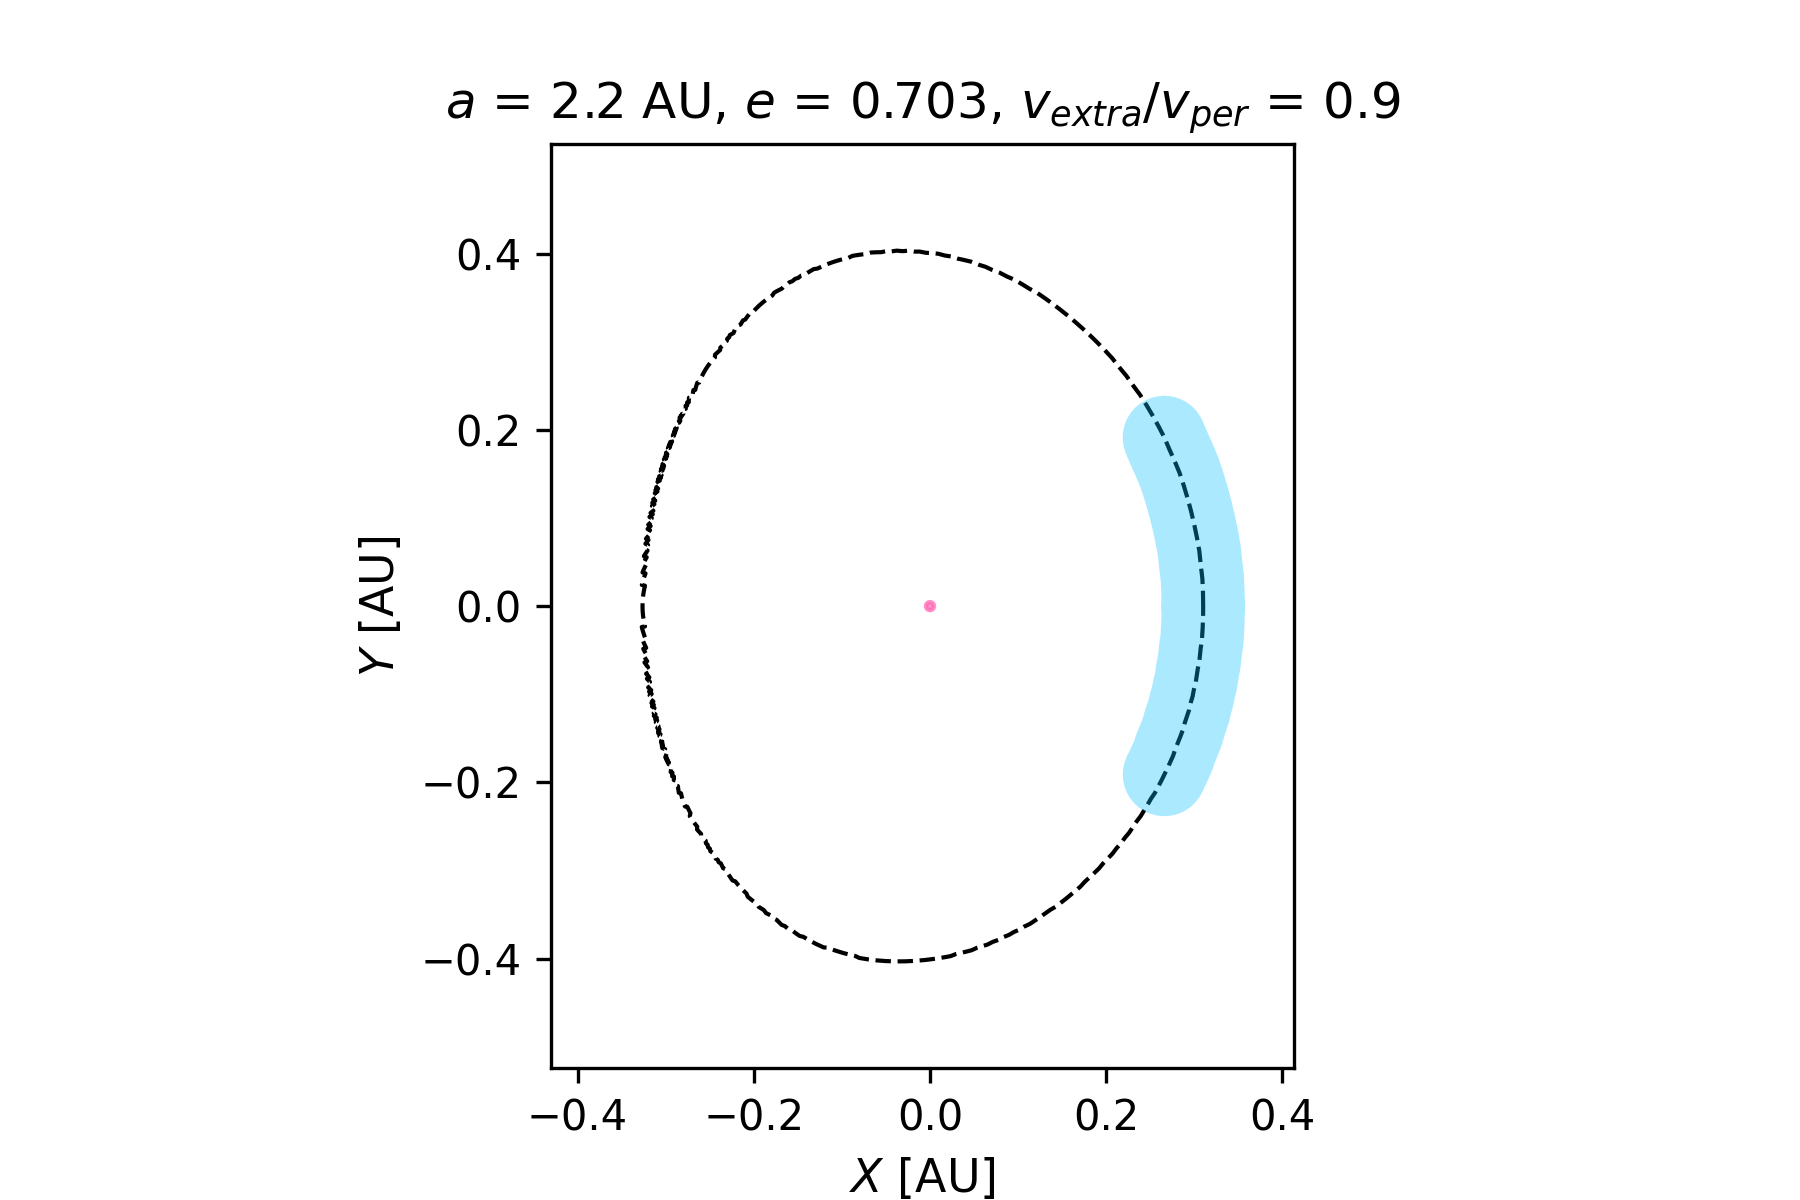 a = 2.2 AU, e = 0.703, v_extra/v_per = 0.9
0.4
0.2
0.0
−0.2
−0.4
Y [AU]
−0.4 −0.2 0.0 0.2 0.4
X [AU]